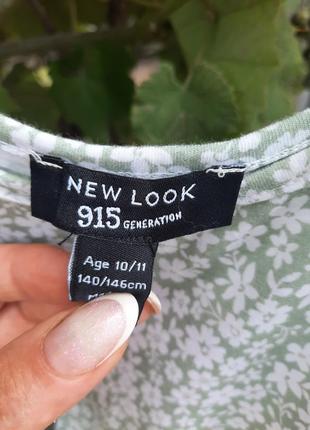 NEW LOOK
915 GENERATION
Age 10/11
140/146cm